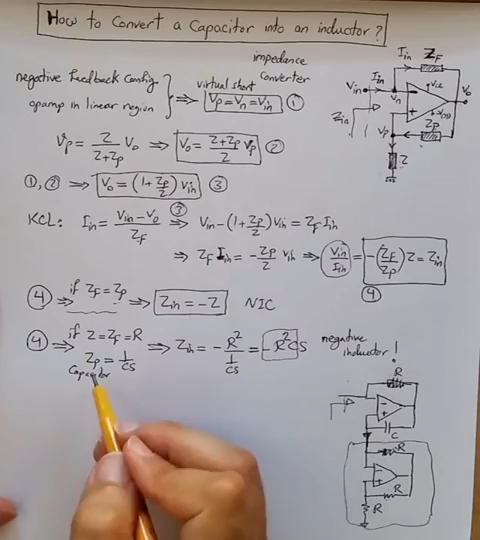 How to Convert a Capacitor into an inductor?
impedance
converter
negative Feedback Config.
opamp in linear region
} ⟹ virtual short Vp=Vn=Vin ①
Vp = Z/(Z+Zp) Vo ⟹ Vo = (Z+Zp)/Z Vp ②
①,② ⟹ Vo = (1+Zp/Z) Vin ③
KCL: Iin = (Vin-Vo)/ZF ③⟹ Vin-(1+Zp/Z)Vin = ZF Iin
⟹ ZF Iin = -Zp/Z Vin ⟹ Vin/Iin = -(ZF/Zp)Z = Zin
④
④ ⟹ if ZF=Zp ⟹ Zin = -Z NIC
④ ⟹ if Z=ZF=R
Zp = 1/CS
Capacitor
⟹ Zin = -R²/(1/CS) = -R²CS
negative
inductor!
Iin ZF
Vin Iin Vn Vcc Vo
Zin Vp Zp
Z
R
C
R
R
R